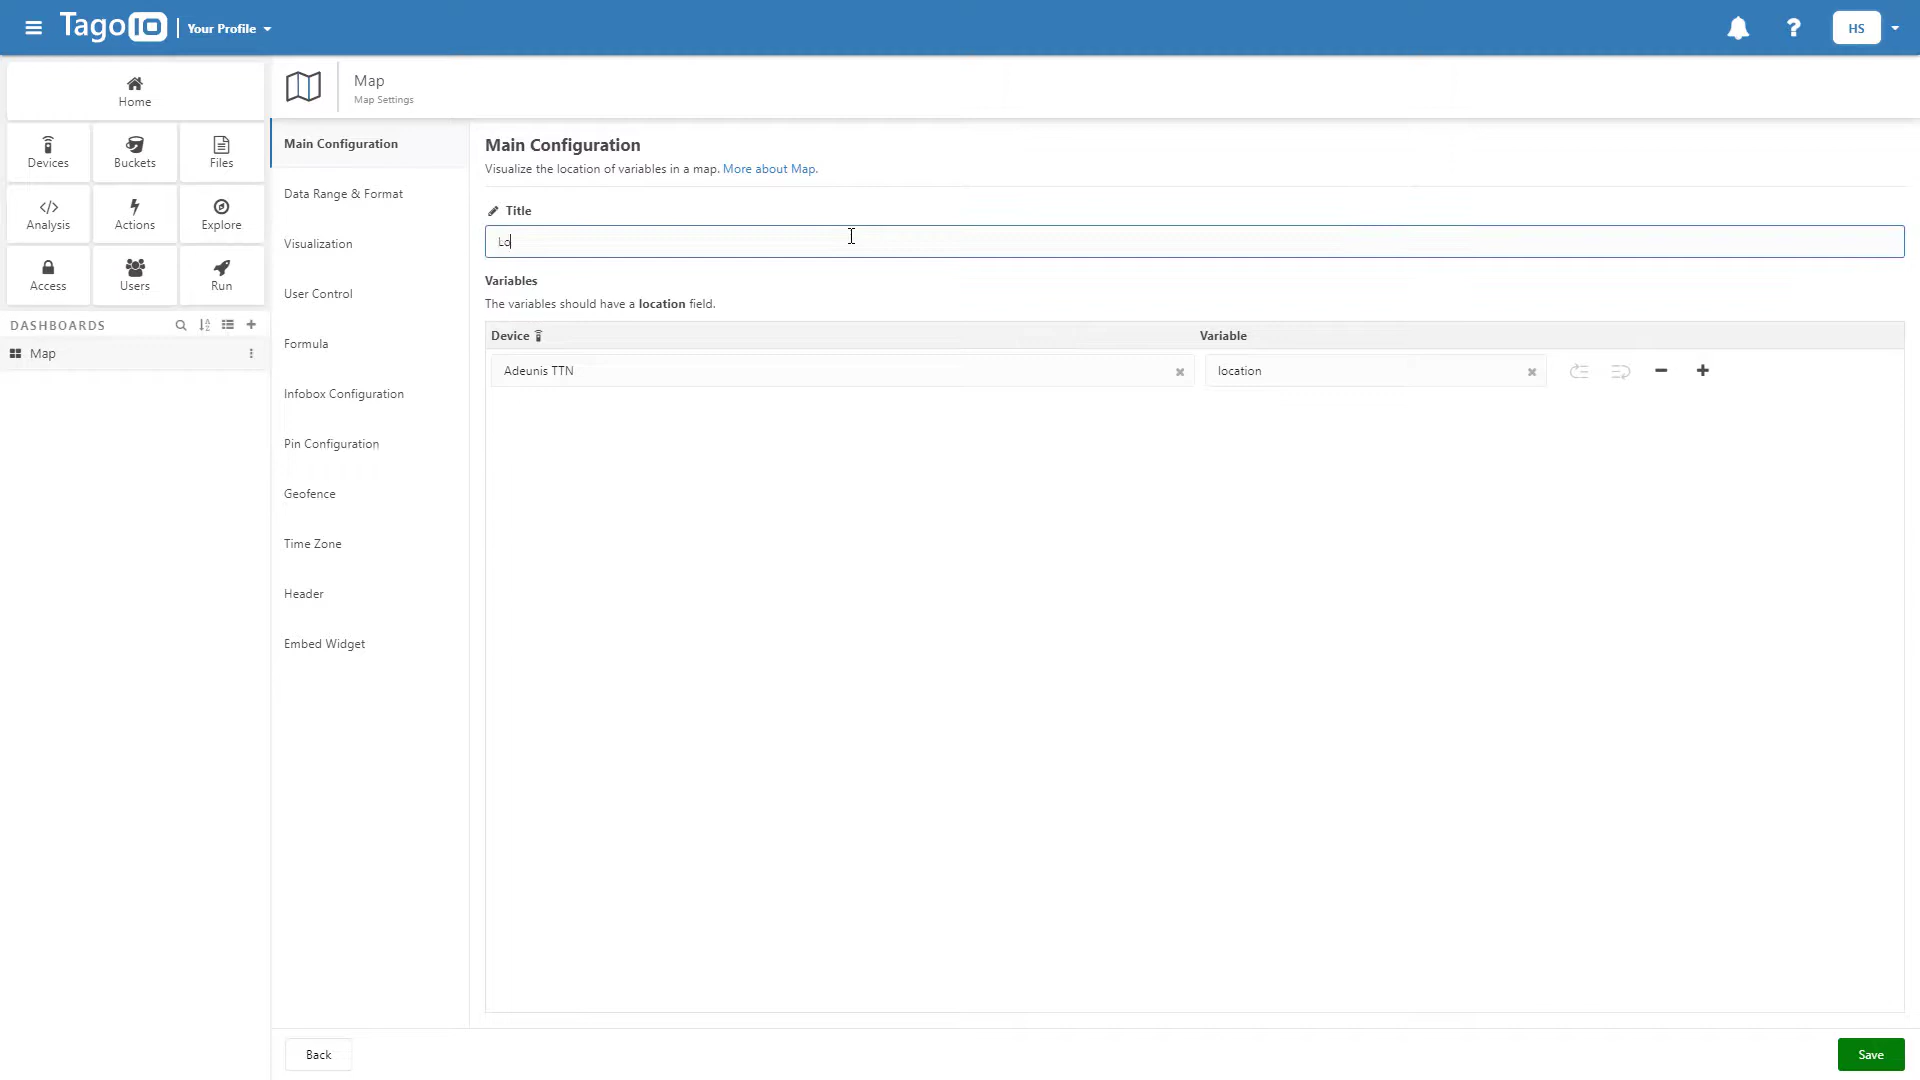 TagoIO
Your Profile
?
HS
Home
Devices
Buckets
Files
Analysis
Actions
Explore
Access
Users
Run
DASHBOARDS
Map
Map
Map Settings
Main Configuration
Data Range & Format
Visualization
User Control
Formula
Infobox Configuration
Pin Configuration
Geofence
Time Zone
Header
Embed Widget
Main Configuration
Visualize the location of variables in a map. More about Map.
Title
Lo
Variables
The variables should have a location field.
Device Variable
Adeunis TTN location
Back
Save